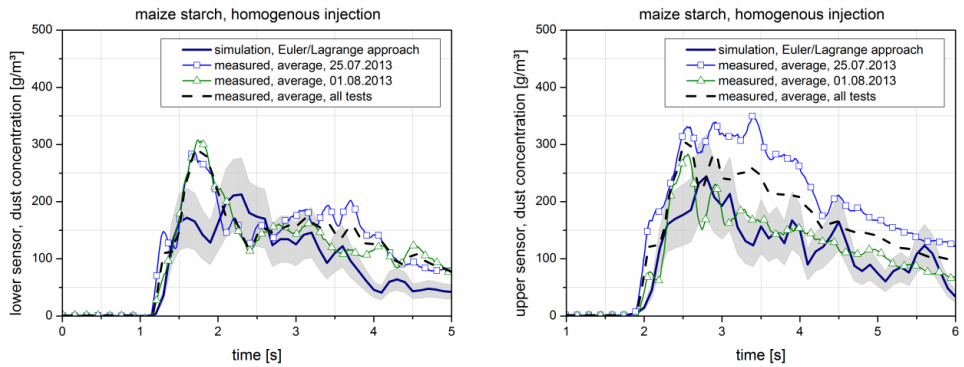 maize starch, homogenous injection
lower sensor, dust concentration [g/m³]
500
400
300
200
100
0
simulation, Euler/Lagrange approach
measured, average, 25.07.2013
measured, average, 01.08.2013
measured, average, all tests
0 1 2 3 4 5
time [s]
maize starch, homogenous injection
upper sensor, dust concentration [g/m³]
500
400
300
200
100
0
simulation, Euler/Lagrange approach
measured, average, 25.07.2013
measured, average, 01.08.2013
measured, average, all tests
1 2 3 4 5 6
time [s]